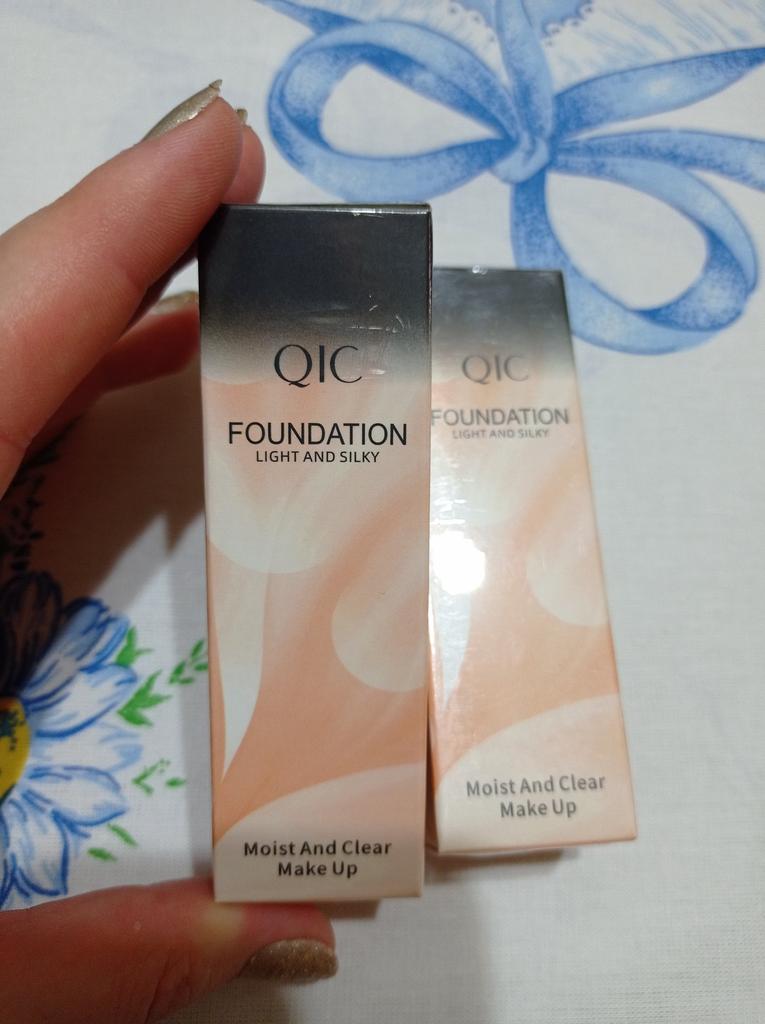 QIC
FOUNDATION
LIGHT AND SILKY
Moist And Clear
Make Up
QIC
FOUNDATION
LIGHT AND SILKY
Moist And Clear
Make Up